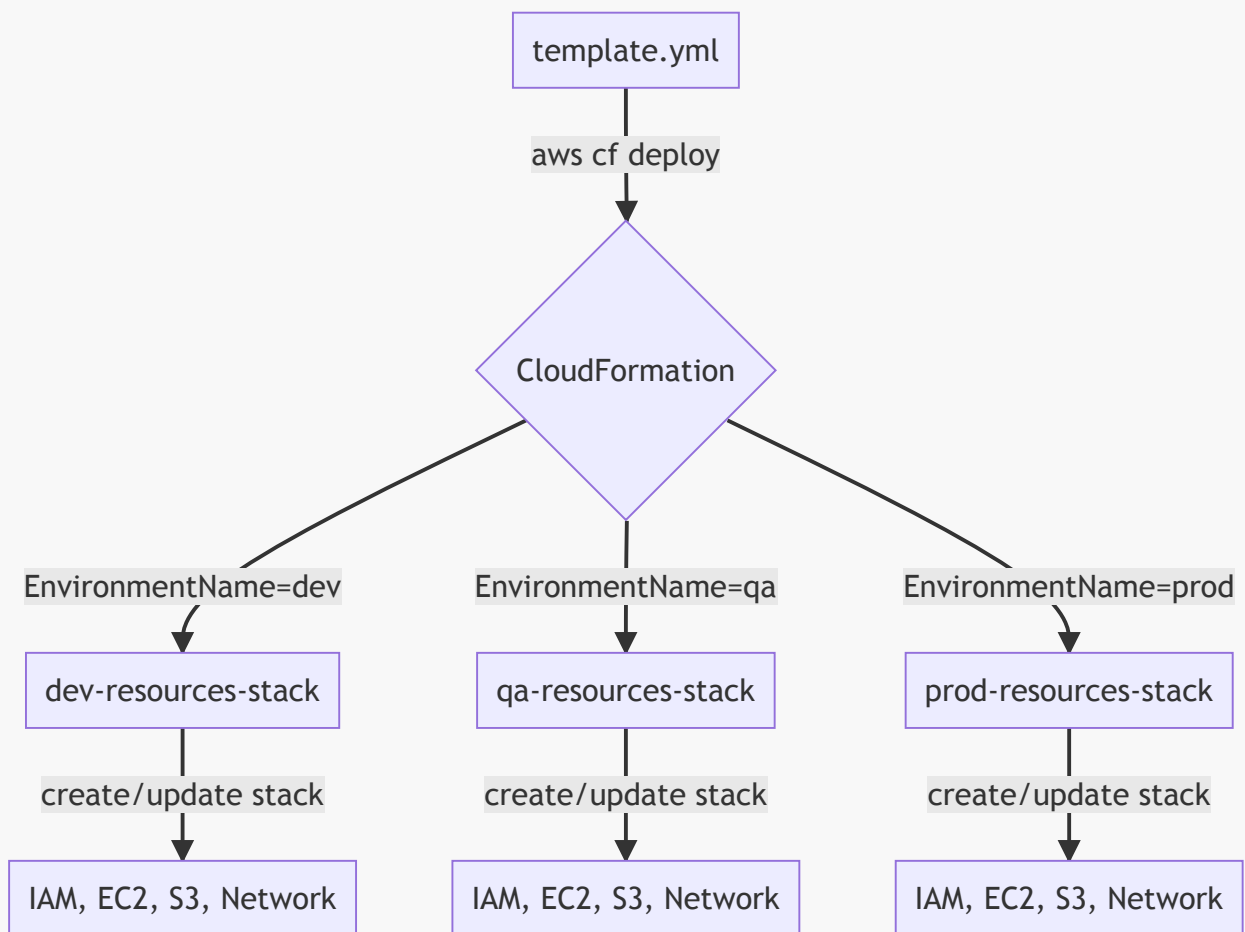 template.yml
aws cf deploy
CloudFormation
EnvironmentName=dev
EnvironmentName=qa
EnvironmentName=prod
dev-resources-stack
qa-resources-stack
prod-resources-stack
create/update stack
create/update stack
create/update stack
IAM, EC2, S3, Network
IAM, EC2, S3, Network
IAM, EC2, S3, Network